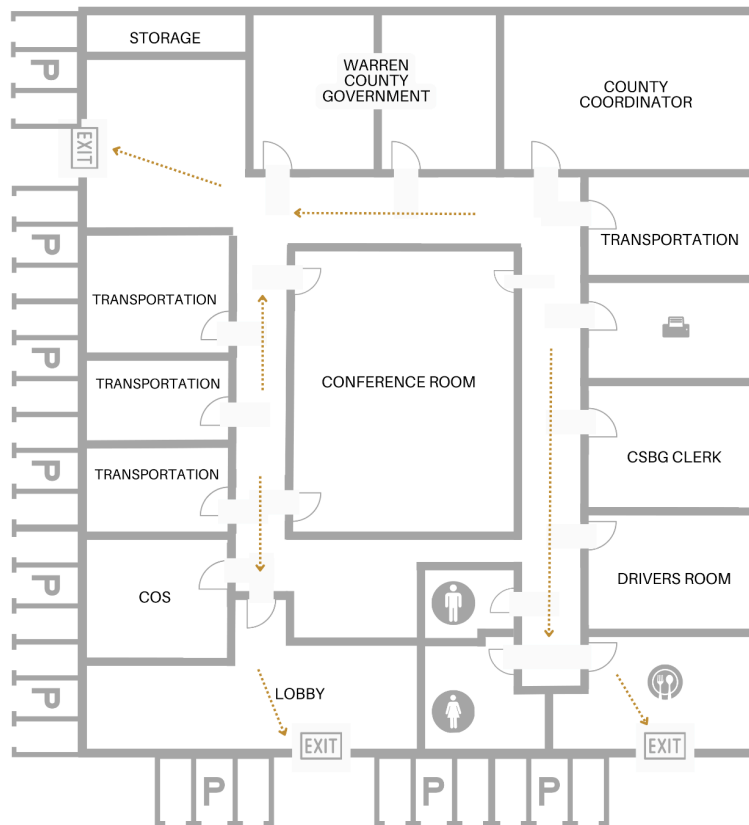 STORAGE
WARREN
COUNTY
GOVERNMENT
COUNTY
COORDINATOR
P
EXIT
P
TRANSPORTATION
TRANSPORTATION
P
TRANSPORTATION
CONFERENCE ROOM
P
TRANSPORTATION
CSBG CLERK
P
COS
DRIVERS ROOM
P
LOBBY
EXIT
EXIT
P
P
P